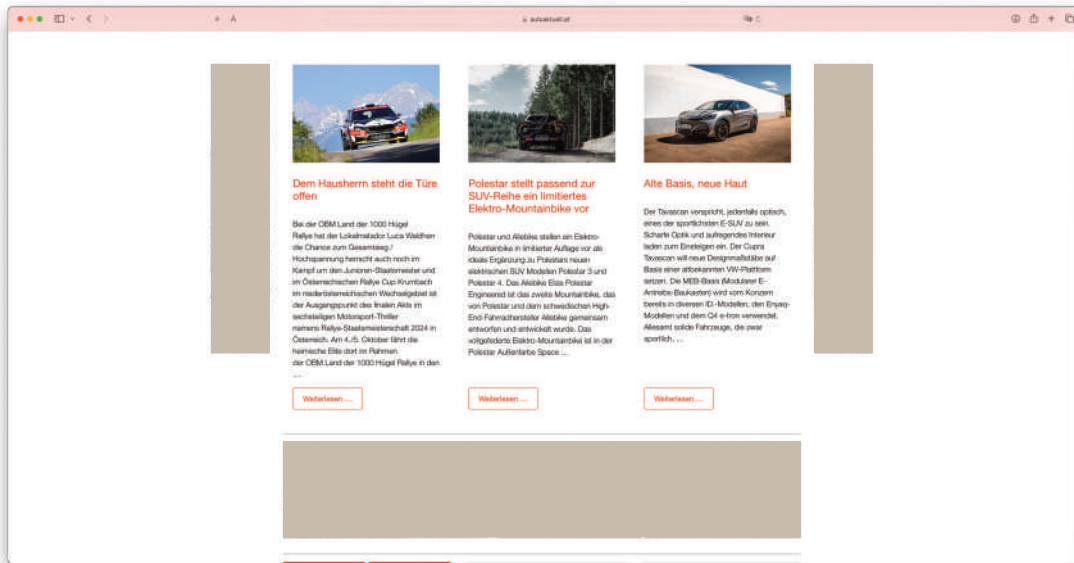 autoaktuell.at
Dem Hausherrn steht die Türe
offen
Bei der OBM Land der 1000 Hügel
Rallye hat der Lokalmatador Luca Waldherr
die Chance zum Gesamtsieg./
Hochspannung herrscht auch noch im
Kampf um den Junioren-Staatsmeister und
im Österreichischen Rallye Cup Krumbach
im niederösterreichischen Wechselgebiet ist
der Ausgangspunkt des finalen Akts im
sechsteiligen Motorsport-Thriller
namens Rallye-Staatsmeisterschaft 2024 in
Österreich. Am 4./5. Oktober fährt die
heimische Elite dort im Rahmen
der OBM Land der 1000 Hügel Rallye in den
…
Weiterlesen …
Polestar stellt passend zur
SUV-Reihe ein limitiertes
Elektro-Mountainbike vor
Polestar und Allebike stellen ein Elektro-
Mountainbike in limitierter Auflage vor als
ideale Ergänzung zu Polestars neuen
elektrischen SUV Modellen Polestar 3 und
Polestar 4. Das Allebike Elax Polestar
Engineered ist das zweite Mountainbike, das
von Polestar und dem schwedischen High-
End-Fahrradhersteller Allebike gemeinsam
entworfen und entwickelt wurde. Das
vollgefederte Elektro-Mountainbike ist in der
Polestar Außenfarbe Space …
Weiterlesen …
Alte Basis, neue Haut
Der Tavascan verspricht, jedenfalls optisch,
eines der sportlichsten E-SUV zu sein.
Scharfe Optik und aufregendes Interieur
laden zum Einsteigen ein. Der Cupra
Tavascan will neue Designmaßstäbe auf
Basis einer altbekannten VW-Plattform
setzen. Die MEB-Basis (Modularer E-
Antriebs-Baukasten) wird vom Konzern
bereits in diversen ID.-Modellen, den Enyaq-
Modellen und dem Q4 e-tron verwendet.
Allesamt solide Fahrzeuge, die zwar
sportlich, …
Weiterlesen …